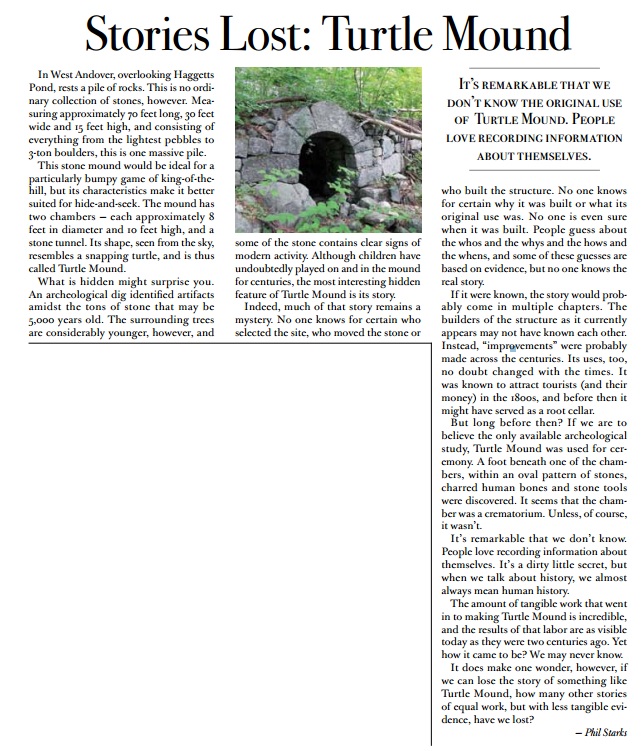 Stories Lost: Turtle Mound
In West Andover, overlooking Haggetts
Pond, rests a pile of rocks. This is no ordi-
nary collection of stones, however. Mea-
suring approximately 70 feet long, 30 feet
wide and 15 feet high, and consisting of
everything from the lightest pebbles to
3-ton boulders, this is one massive pile.
This stone mound would be ideal for a
particularly bumpy game of king-of-the-
hill, but its characteristics make it better
suited for hide-and-seek. The mound has
two chambers — each approximately 8
feet in diameter and 10 feet high, and a
stone tunnel. Its shape, seen from the sky,
resembles a snapping turtle, and is thus
called Turtle Mound.
What is hidden might surprise you.
An archeological dig identified artifacts
amidst the tons of stone that may be
5,000 years old. The surrounding trees
are considerably younger, however, and
some of the stone contains clear signs of
modern activity. Although children have
undoubtedly played on and in the mound
for centuries, the most interesting hidden
feature of Turtle Mound is its story.
Indeed, much of that story remains a
mystery. No one knows for certain who
selected the site, who moved the stone or
IT'S REMARKABLE THAT WE
DON'T KNOW THE ORIGINAL USE
OF TURTLE MOUND. PEOPLE
LOVE RECORDING INFORMATION
ABOUT THEMSELVES.
who built the structure. No one knows
for certain why it was built or what its
original use was. No one is even sure
when it was built. People guess about
the whos and the whys and the hows and
the whens, and some of these guesses are
based on evidence, but no one knows the
real story.
If it were known, the story would prob-
ably come in multiple chapters. The
builders of the structure as it currently
appears may not have known each other.
Instead, “improvements” were probably
made across the centuries. Its uses, too,
no doubt changed with the times. It
was known to attract tourists (and their
money) in the 1800s, and before then it
might have served as a root cellar.
But long before then? If we are to
believe the only available archeological
study, Turtle Mound was used for cer-
emony. A foot beneath one of the cham-
bers, within an oval pattern of stones,
charred human bones and stone tools
were discovered. It seems that the cham-
ber was a crematorium. Unless, of course,
it wasn't.
It's remarkable that we don't know.
People love recording information about
themselves. It's a dirty little secret, but
when we talk about history, we almost
always mean human history.
The amount of tangible work that went
in to making Turtle Mound is incredible,
and the results of that labor are as visible
today as they were two centuries ago. Yet
how it came to be? We may never know.
It does make one wonder, however, if
we can lose the story of something like
Turtle Mound, how many other stories
of equal work, but with less tangible evi-
dence, have we lost?
— Phil Starks